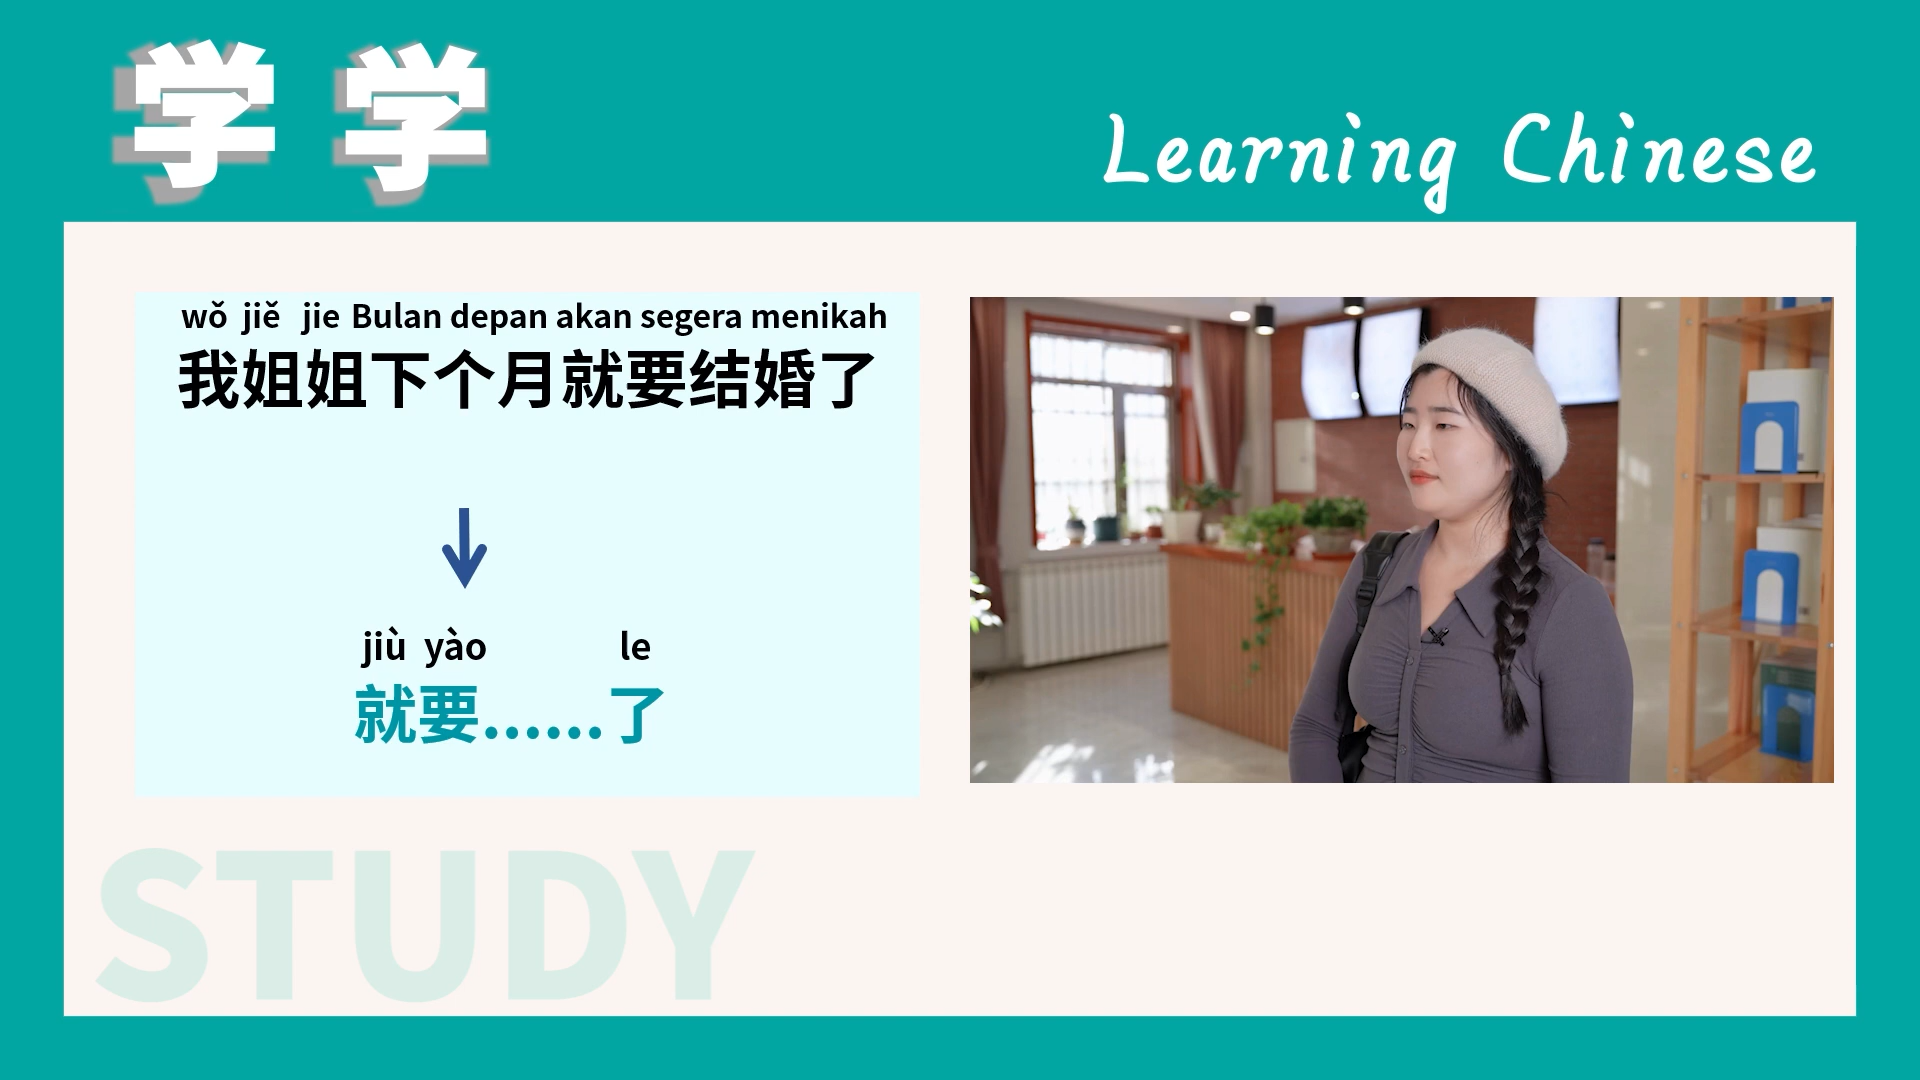 学学
Learning Chinese
wǒ jiě jie Bulan depan akan segera menikah
我姐姐下个月就要结婚了
jiù yào le
就要……了
STUDY